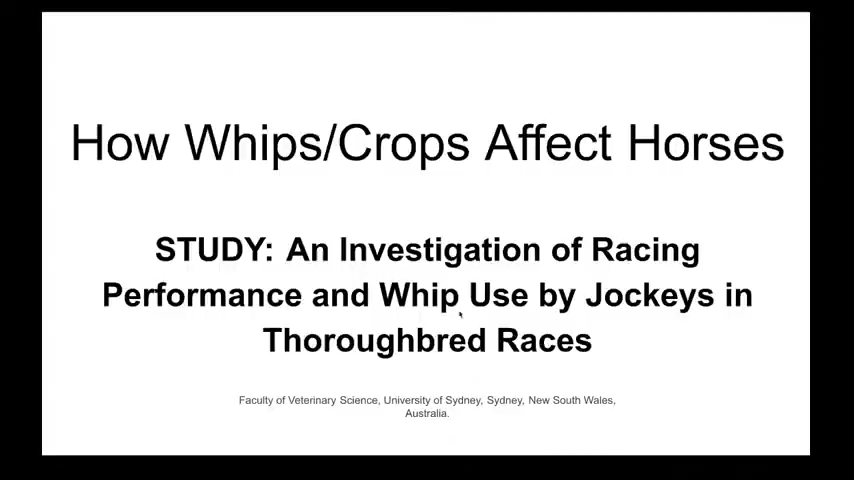 How Whips/Crops Affect Horses
STUDY: An Investigation of Racing
Performance and Whip Use by Jockeys in
Thoroughbred Races
Faculty of Veterinary Science, University of Sydney, Sydney, New South Wales,
Australia.